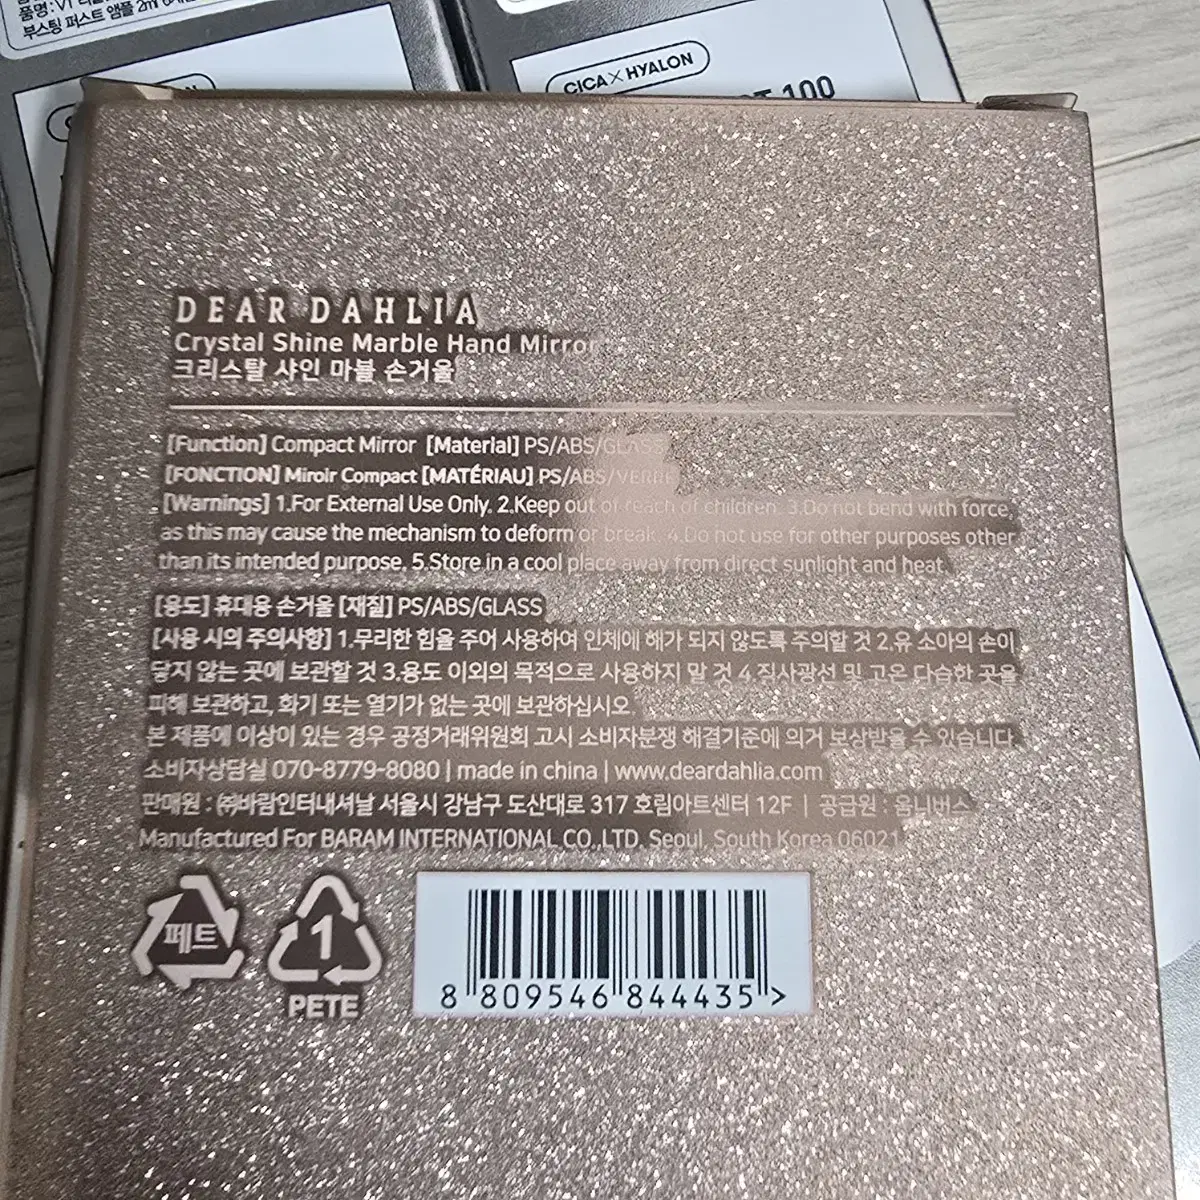 부스팅 퍼스트 앰플 2ml
CICA × HYALON
100
DEAR DAHLIA
Crystal Shine Marble Hand Mirror
크리스탈 샤인 마블 손거울
[Function] Compact Mirror [Material] PS/ABS/GLASS
[FONCTION] Miroir Compact [MATÉRIAU] PS/ABS/VERRE
[Warnings] 1.For External Use Only. 2.Keep out of reach of children. 3.Do not bend with force,
as this may cause the mechanism to deform or break. 4.Do not use for other purposes other
than its intended purpose. 5.Store in a cool place away from direct sunlight and heat.
[용도] 휴대용 손거울 [재질] PS/ABS/GLASS
[사용 시의 주의사항] 1.무리한 힘을 주어 사용하여 인체에 해가 되지 않도록 주의할 것 2.유 소아의 손이
닿지 않는 곳에 보관할 것 3.용도 이외의 목적으로 사용하지 말 것 4.직사광선 및 고온 다습한 곳을
피해 보관하고, 화기 또는 열기가 없는 곳에 보관하십시오.
본 제품에 이상이 있는 경우 공정거래위원회 고시 소비자분쟁 해결기준에 의거 보상받을 수 있습니다.
소비자상담실 070-8779-8080 | made in china | www.deardahlia.com
판매원 : ㈜바람인터내셔날 서울시 강남구 도산대로 317 호림아트센터 12F | 공급원 : 옴니버스
Manufactured For BARAM INTERNATIONAL CO.,LTD. Seoul, South Korea 06021
페트
1
PETE
8 809546 844435 >